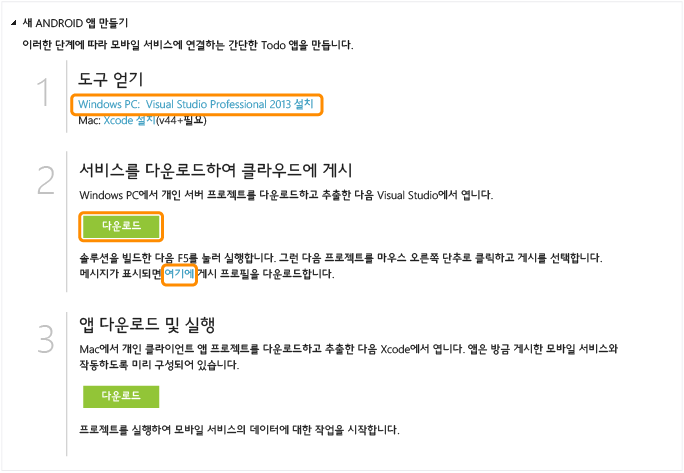 새 ANDROID 앱 만들기
이러한 단계에 따라 모바일 서비스에 연결하는 간단한 Todo 앱을 만듭니다.
1
도구 얻기
Windows PC: Visual Studio Professional 2013 설치
Mac: Xcode 설치(v44+필요)
2
서비스를 다운로드하여 클라우드에 게시
Windows PC에서 개인 서버 프로젝트를 다운로드하고 추출한 다음 Visual Studio에서 엽니다.
다운로드
솔루션을 빌드한 다음 F5를 눌러 실행합니다. 그런 다음 프로젝트를 마우스 오른쪽 단추로 클릭하고 게시를 선택합니다.
메시지가 표시되면 여기에 게시 프로필을 다운로드합니다.
3
앱 다운로드 및 실행
Mac에서 개인 클라이언트 앱 프로젝트를 다운로드하고 추출한 다음 Xcode에서 엽니다. 앱은 방금 게시한 모바일 서비스와
작동하도록 미리 구성되어 있습니다.
다운로드
프로젝트를 실행하여 모바일 서비스의 데이터에 대한 작업을 시작합니다.